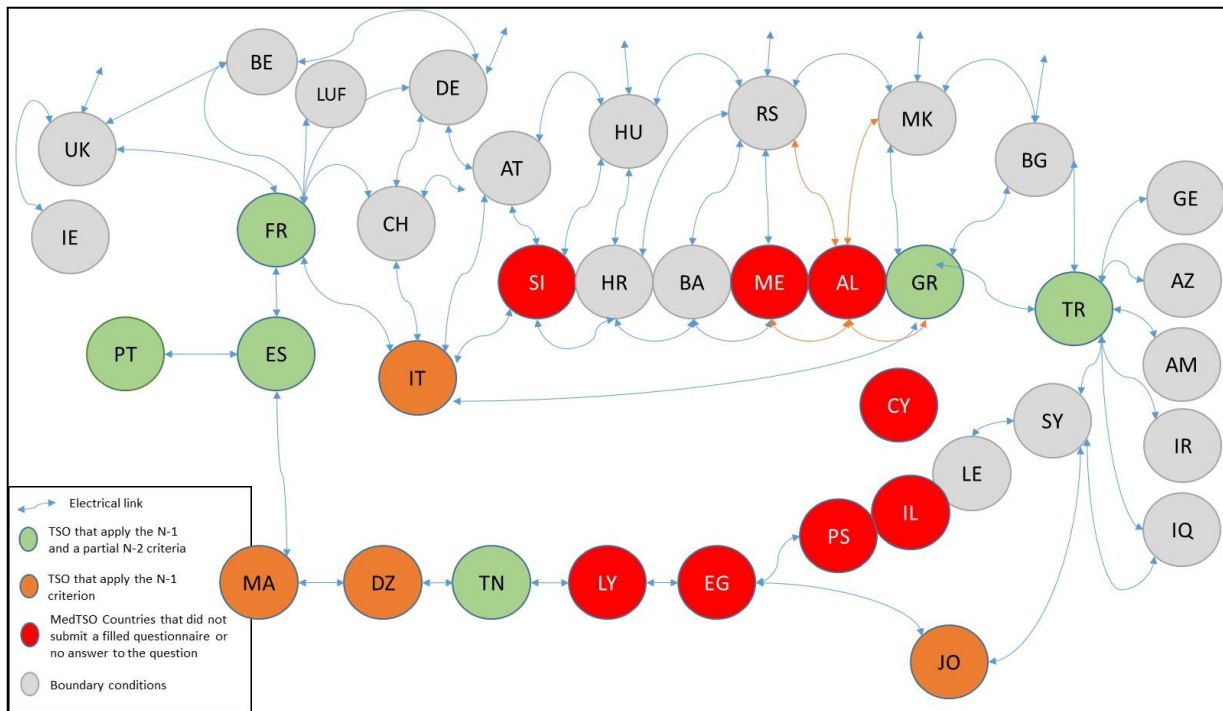 BE
LUF
DE
UK
HU
RS
MK
AT
BG
GE
IE
FR
CH
SI
HR
BA
ME
AL
GR
AZ
TR
PT
ES
IT
AM
CY
SY
IR
LE
IL
PS
IQ
Electrical link
TSO that apply the N-1
and a partial N-2 criteria
TSO that apply the N-1
criterion
MedTSO Countries that did not
submit a filled questionnaire or
no answer to the question
Boundary conditions
MA
DZ
TN
LY
EG
JO